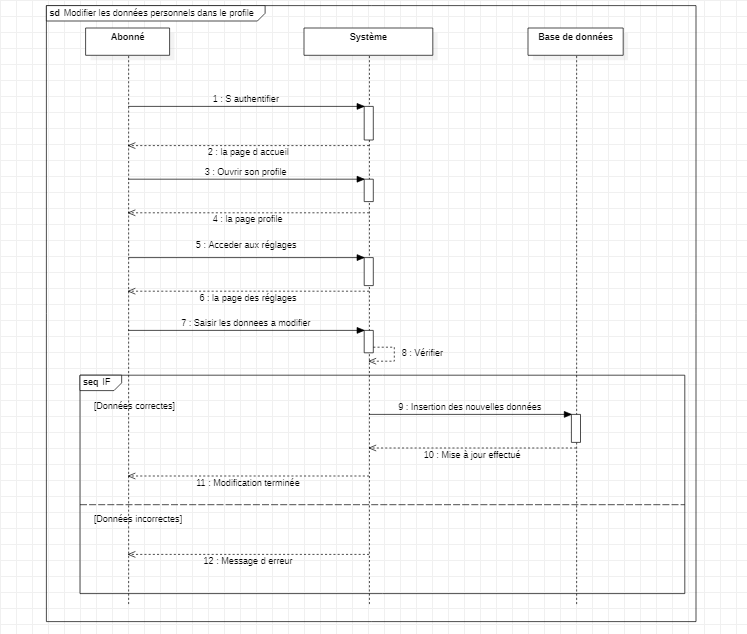 sd Modifier les données personnels dans le profile
Abonné
Système
Base de données
1 : S authentifier
2 : la page d accueil
3 : Ouvrir son profile
4 : la page profile
5 : Acceder aux réglages
6 : la page des réglages
7 : Saisir les donnees a modifier
8 : Vérifier
seq IF
[Données correctes]
9 : Insertion des nouvelles données
10 : Mise à jour effectué
11 : Modification terminée
[Données incorrectes]
12 : Message d erreur